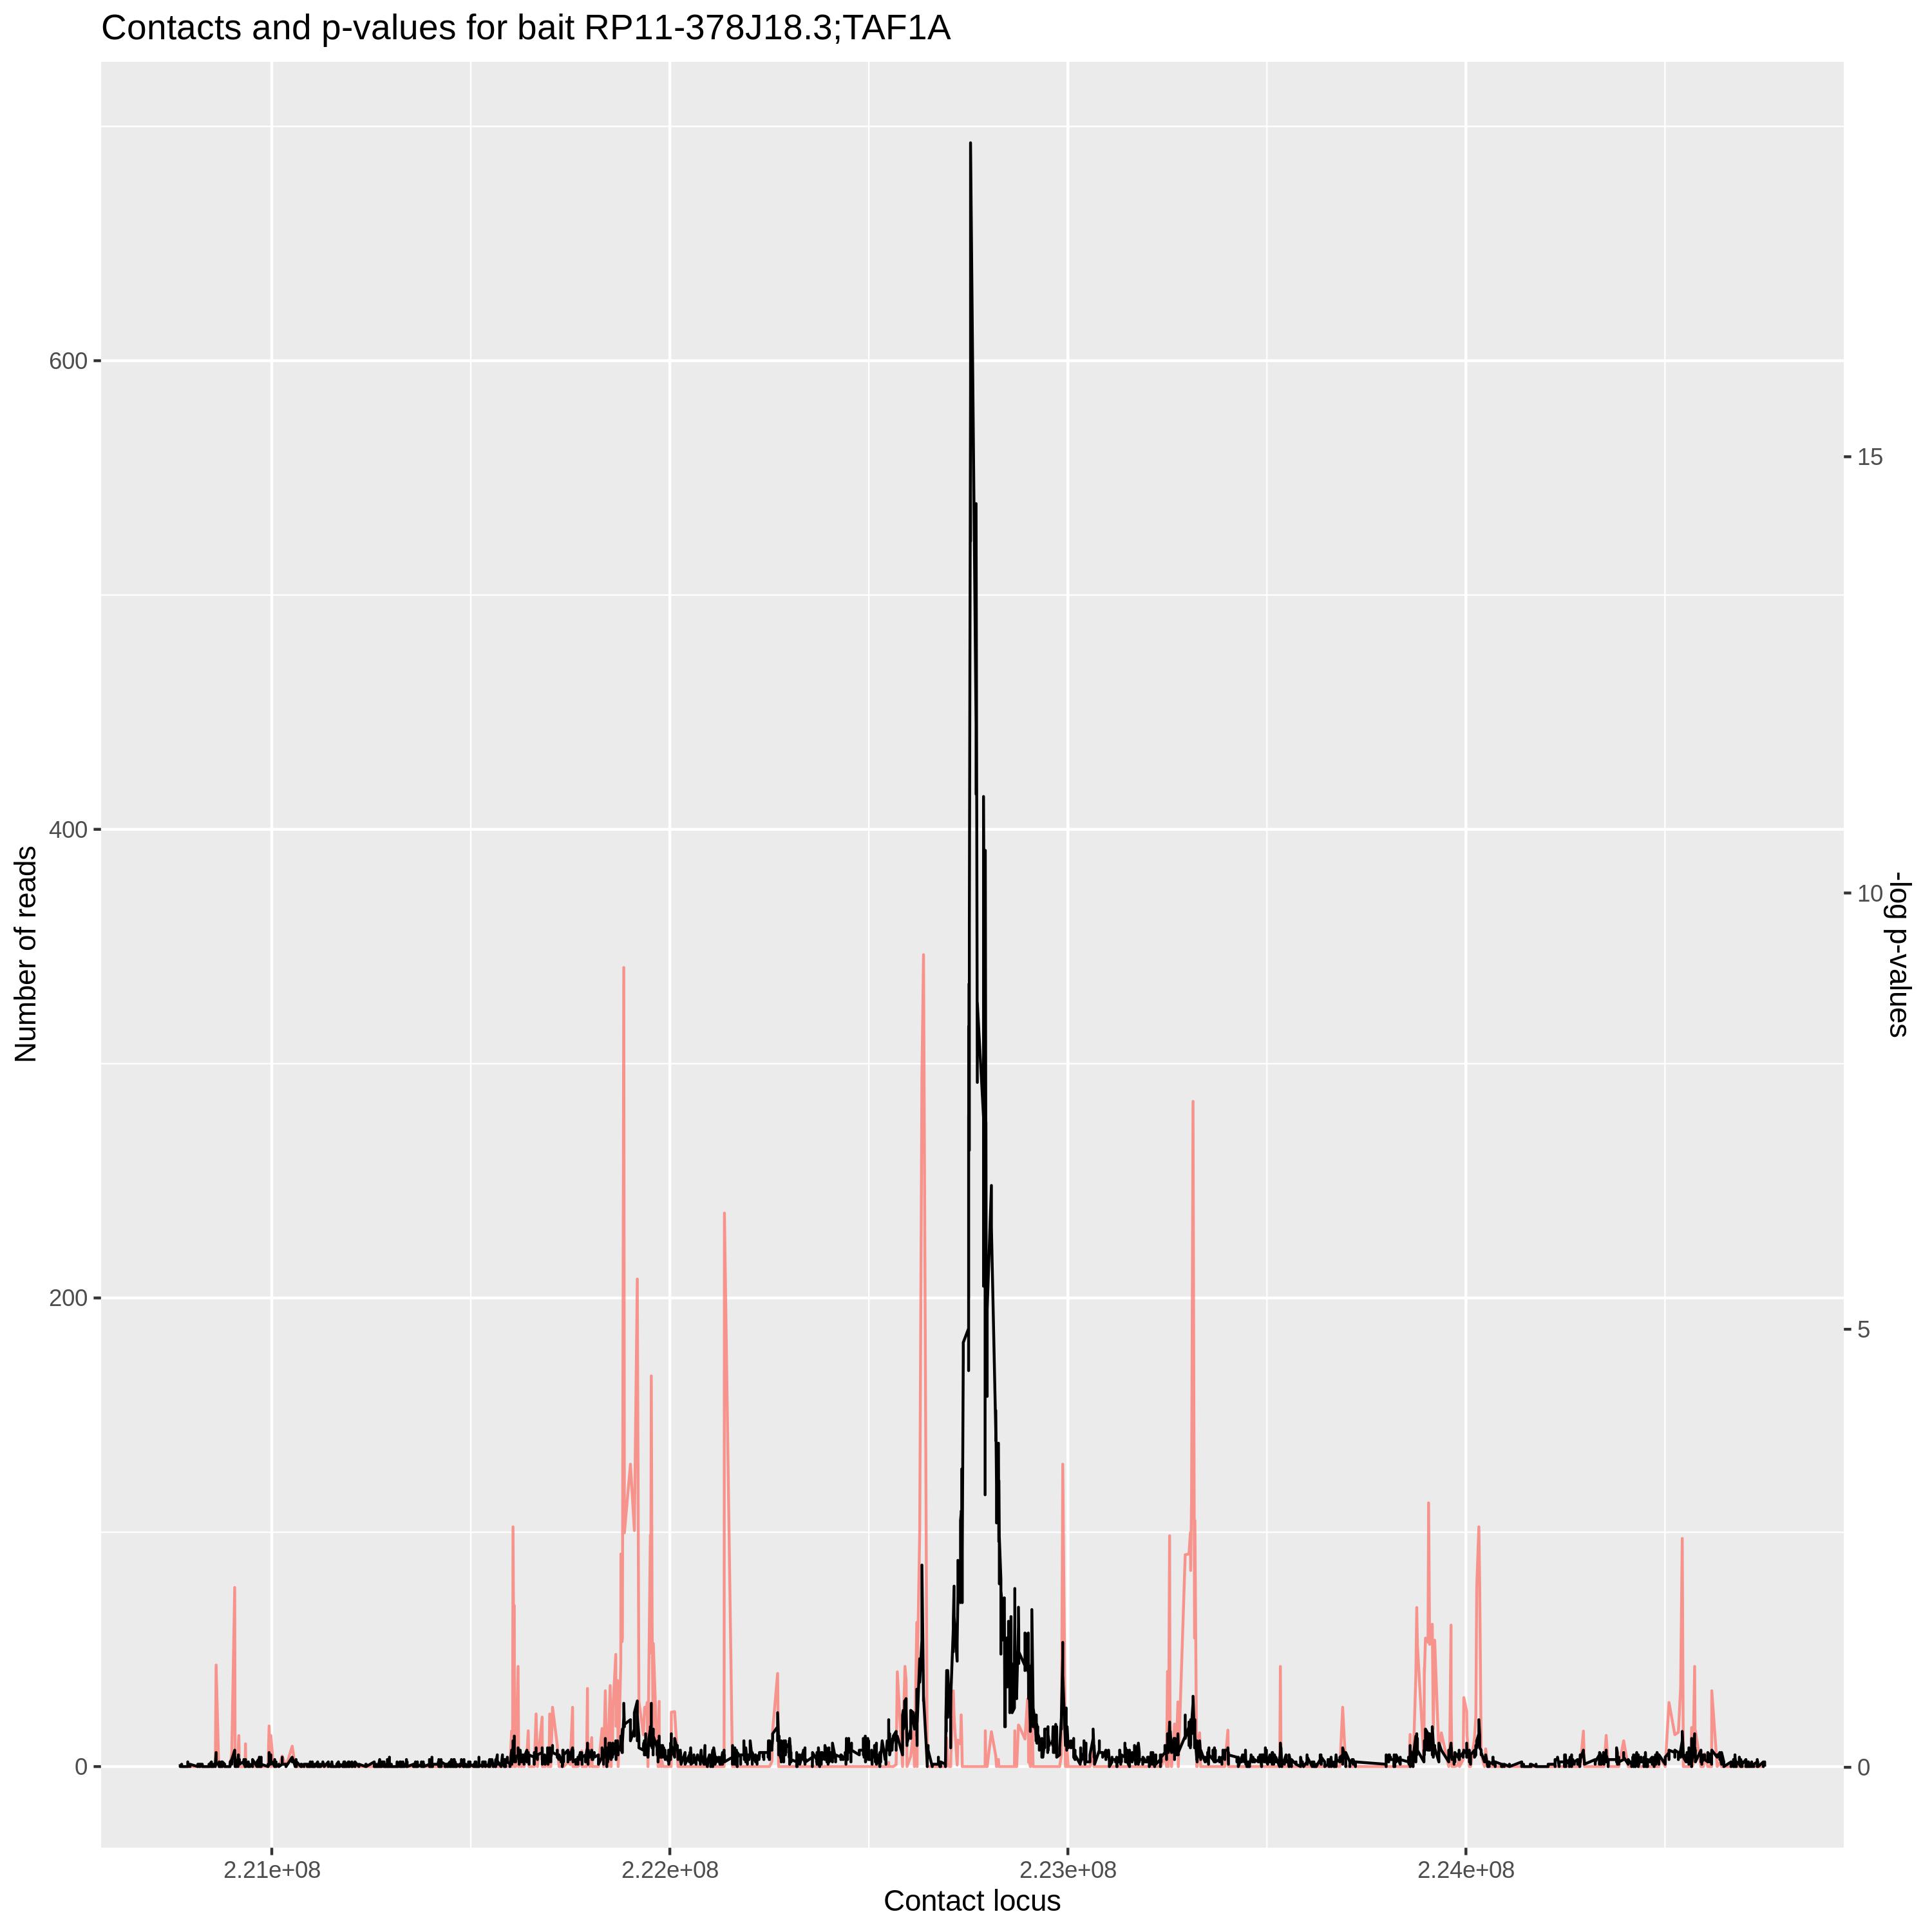 Contacts and p-values for bait RP11-378J18.3;TAF1A
Number of reads
600
400
200
0
15
10
5
0
-log p-values
2.21e+08 2.22e+08 2.23e+08 2.24e+08
Contact locus